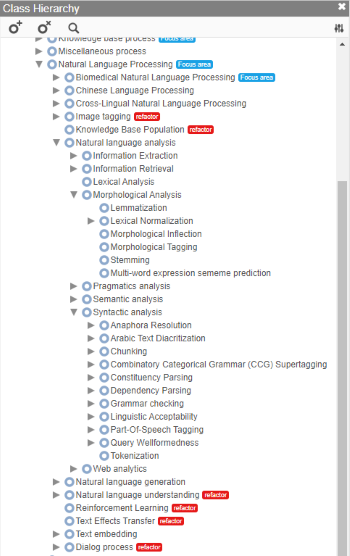 Class Hierarchy
Knowledge base process Focus area
Miscellaneous process
Natural Language Processing Focus area
Biomedical Natural Language Processing Focus area
Chinese Language Processing
Cross-Lingual Natural Language Processing
Image tagging refactor
Knowledge Base Population refactor
Natural language analysis
Information Extraction
Information Retrieval
Lexical Analysis
Morphological Analysis
Lemmatization
Lexical Normalization
Morphological Inflection
Morphological Tagging
Stemming
Multi-word expression sememe prediction
Pragmatics analysis
Semantic analysis
Syntactic analysis
Anaphora Resolution
Arabic Text Diacritization
Chunking
Combinatory Categorical Grammar (CCG) Supertagging
Constituency Parsing
Dependency Parsing
Grammar checking
Linguistic Acceptability
Part-Of-Speech Tagging
Query Wellformedness
Tokenization
Web analytics
Natural language generation
Natural language understanding refactor
Reinforcement Learning refactor
Text Effects Transfer refactor
Text embedding
Dialog process refactor